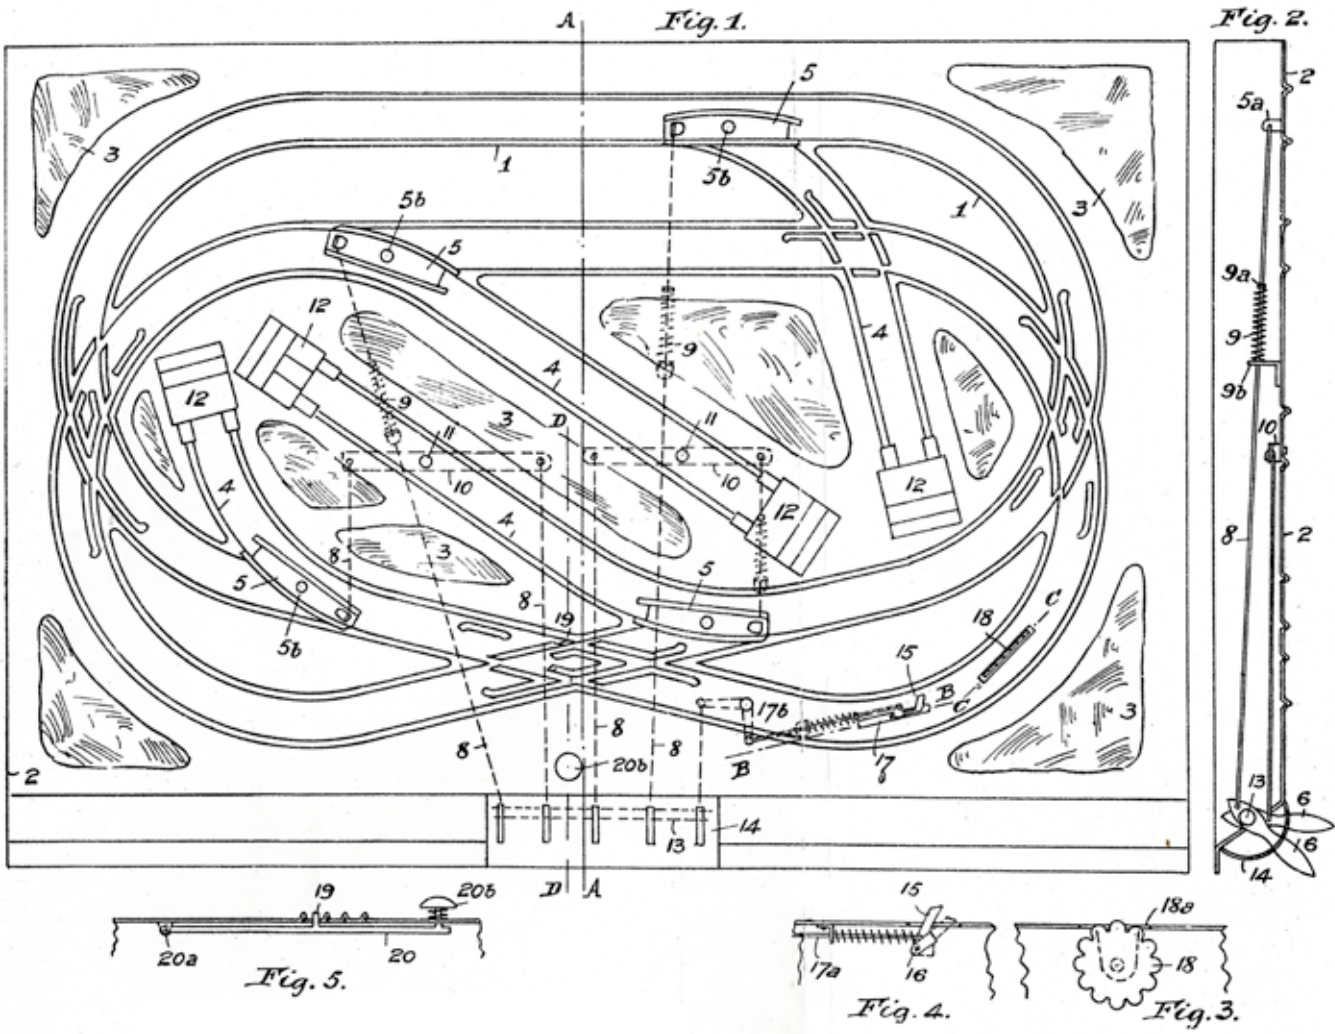 A Fig. 1. Fig. 2.
5 2
5a
3 1 5b 3
5b 1
5
9a
12 4 9
12 9 4 9b
3 D 11 10
11
10 10 12
4 12
4 8 2
8 3
5 5
8 19 C
5b 18
15
17b B C
3
8 8 8 17
2 20b B 13 6
14 16
13 14
D A
19 20b 15 18a
20a 20 17a 16 18
Fig. 5. Fig. 4. Fig. 3.